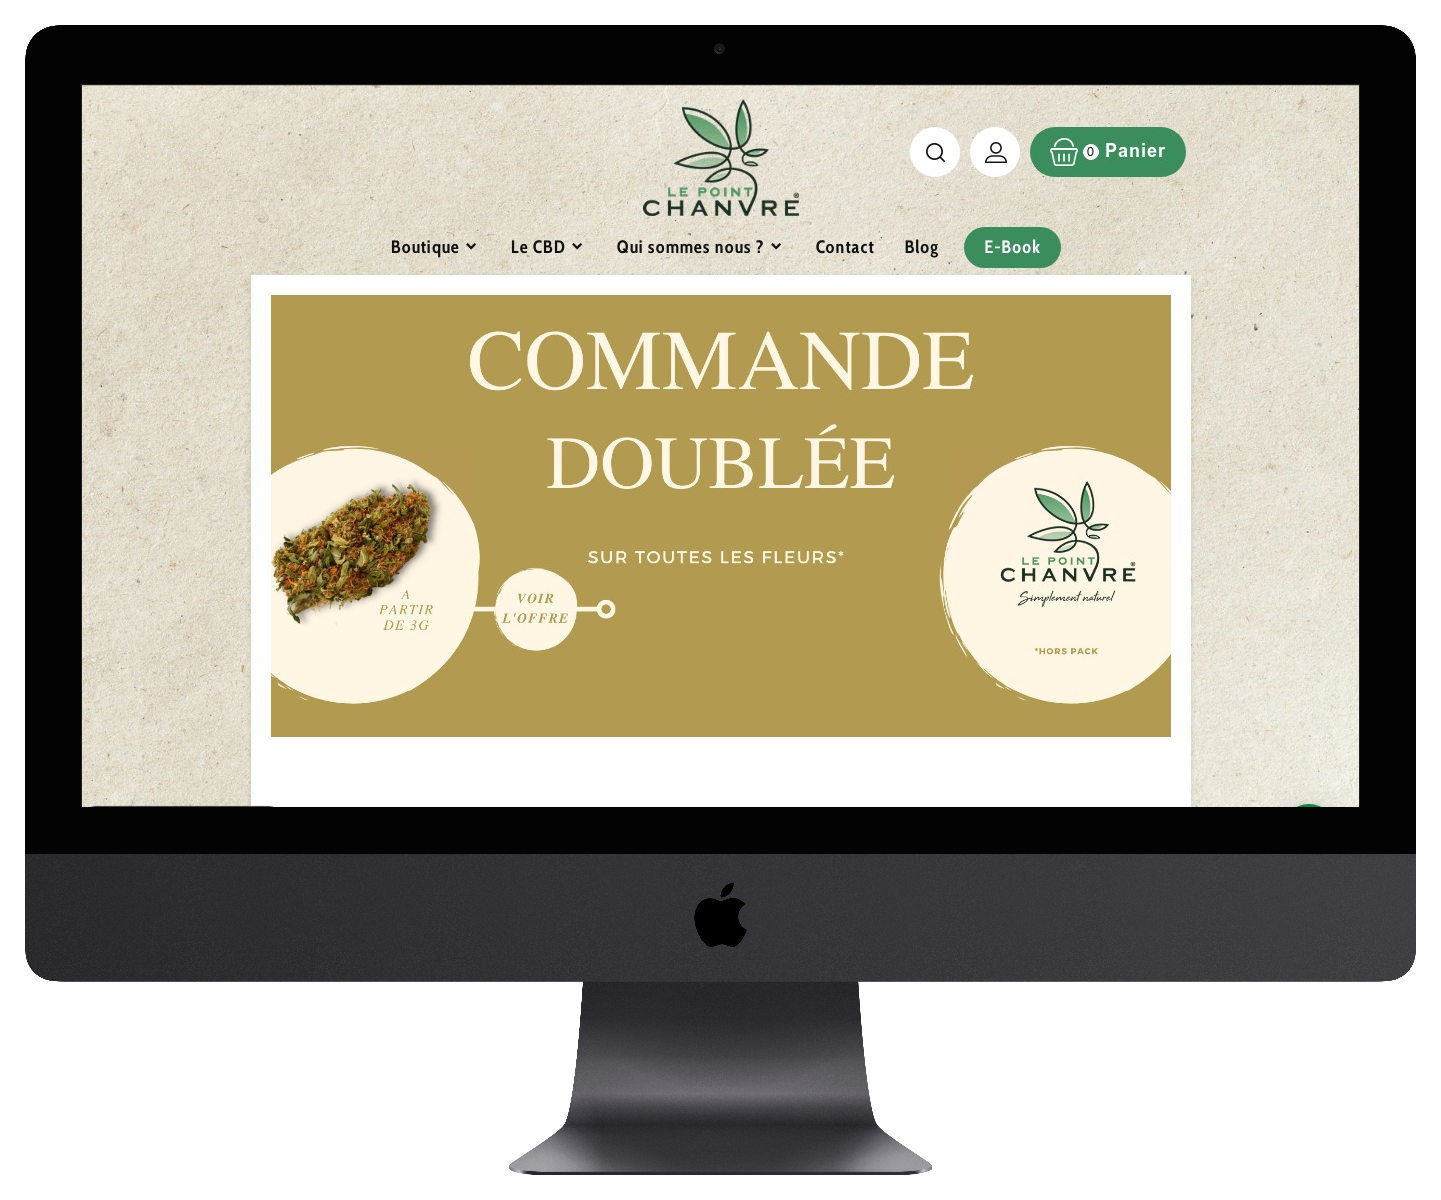 LE POINT
CHANVRE®
0 Panier
Boutique Le CBD Qui sommes nous ? Contact Blog E-Book
COMMANDE
DOUBLÉE
SUR TOUTES LES FLEURS*
A
PARTIR
DE 3G
VOIR
L'OFFRE
LE POINT
CHANVRE®
Simplement naturel
*HORS PACK